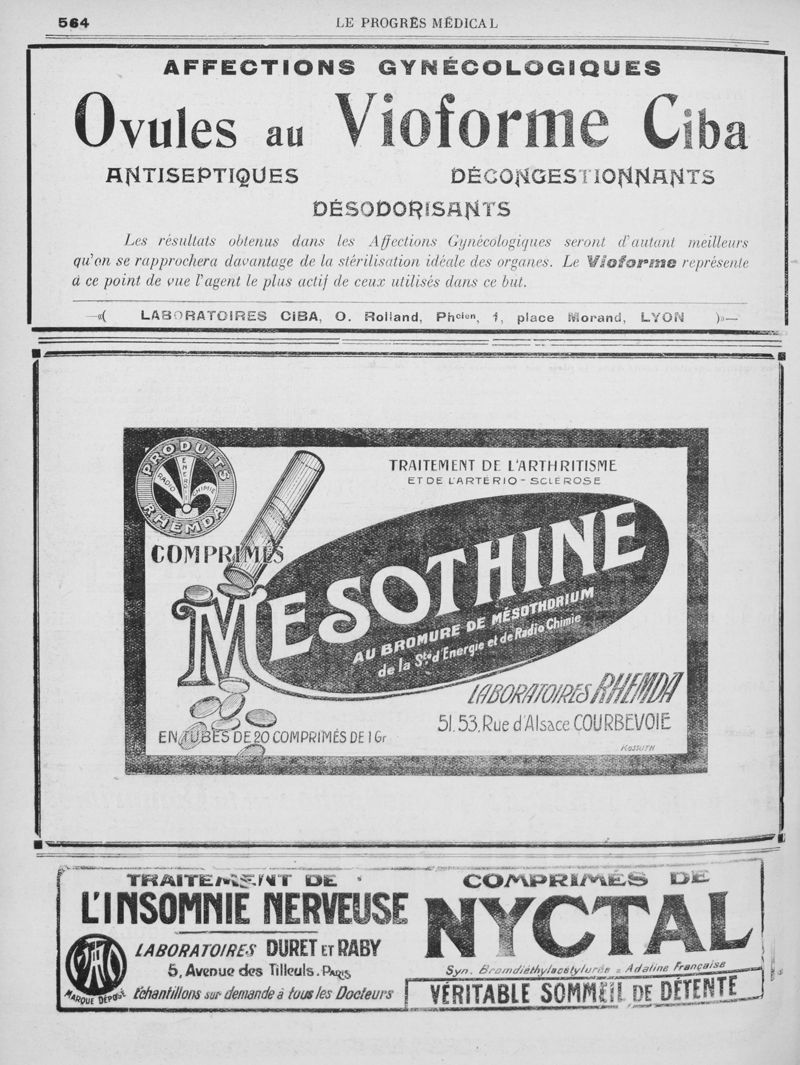 564
LE PROGRÈS MÉDICAL
AFFECTIONS GYNÉCOLOGIQUES
Ovules au Vioforme Ciba
ANTISEPTIQUES DÉCONGESTIONNANTS
DÉSODORISANTS
Les résultats obtenus dans les Affections Gynécologiques seront d'autant meilleurs
qu'on se rapprochera davantage de la stérilisation idéale des organes. Le Vioforme représente
à ce point de vue l'agent le plus actif de ceux utilisés dans ce but.
LABORATOIRES CIBA, O. Rolland, Phcien, 1, place Morand, LYON
PRODUITS
ENERGIE
RADIO CHIMIE
RHEMDA
TRAITEMENT DE L'ARTHRITISME
ET DE L'ARTÉRIO-SCLÉROSE
COMPRIMÉS
MESOTHINE
AU BROMURE DE MÉSOTHORIUM
de la Sté d'Energie et de Radio Chimie
LABORATOIRES RHEMDA
51.53, Rue d'Alsace COURBEVOIE
EN TUBES DE 20 COMPRIMÉS DE 1 Gr
KOSSUTH
TRAITEMENT DE
L'INSOMNIE NERVEUSE
LABORATOIRES DURET ET RABY
5, Avenue des Tilleuls. PARIS
MARQUE DÉPOSÉE
Échantillons sur demande à tous les Docteurs
COMPRIMÉS DE
NYCTAL
Syn. Bromdiéthylacétylurée = Adaline Française
VÉRITABLE SOMMEIL DE DÉTENTE